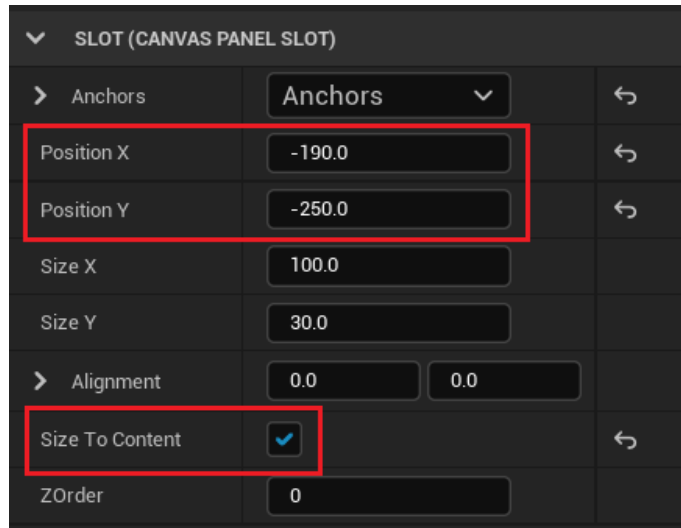 SLOT (CANVAS PANEL SLOT)
Anchors Anchors
Position X -190.0
Position Y -250.0
Size X 100.0
Size Y 30.0
Alignment 0.0 0.0
Size To Content
ZOrder 0